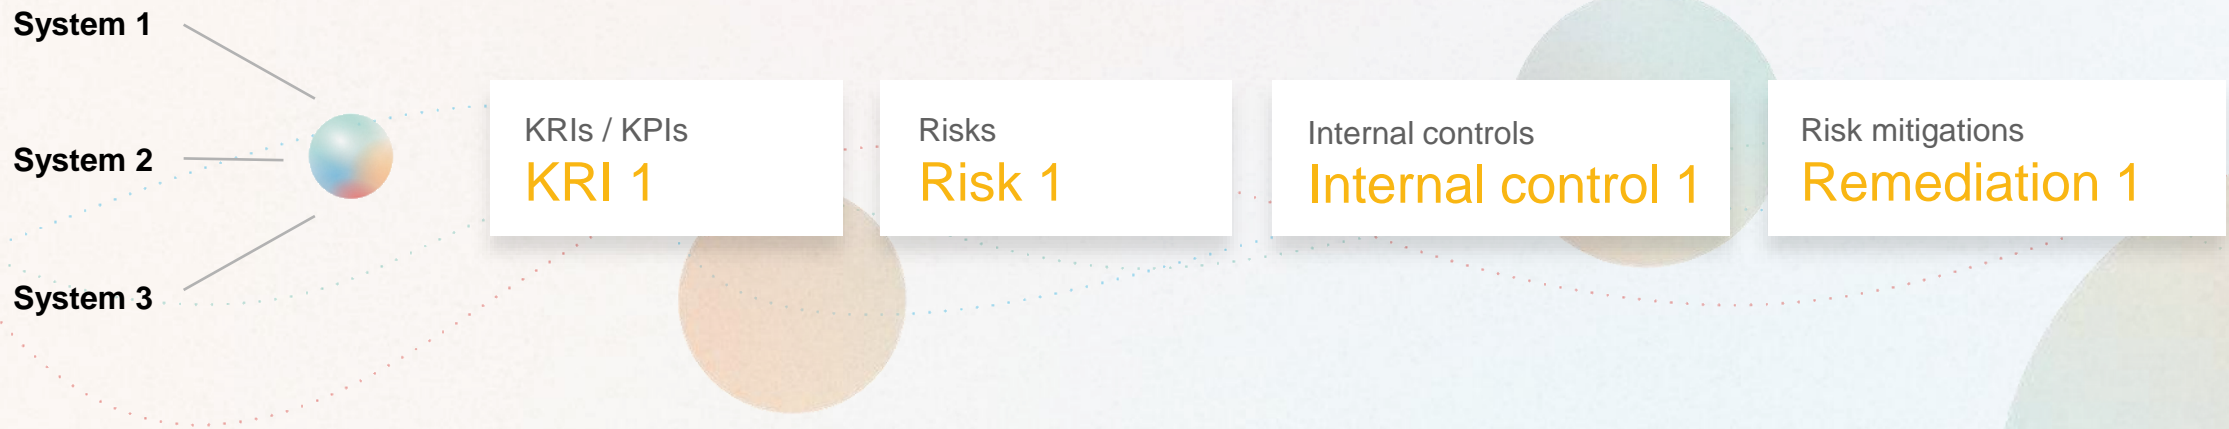 System 1
System 2
System 3
KRIs / KPIs
KRI 1
Risks
Risk 1
Internal controls
Internal control 1
Risk mitigations
Remediation 1